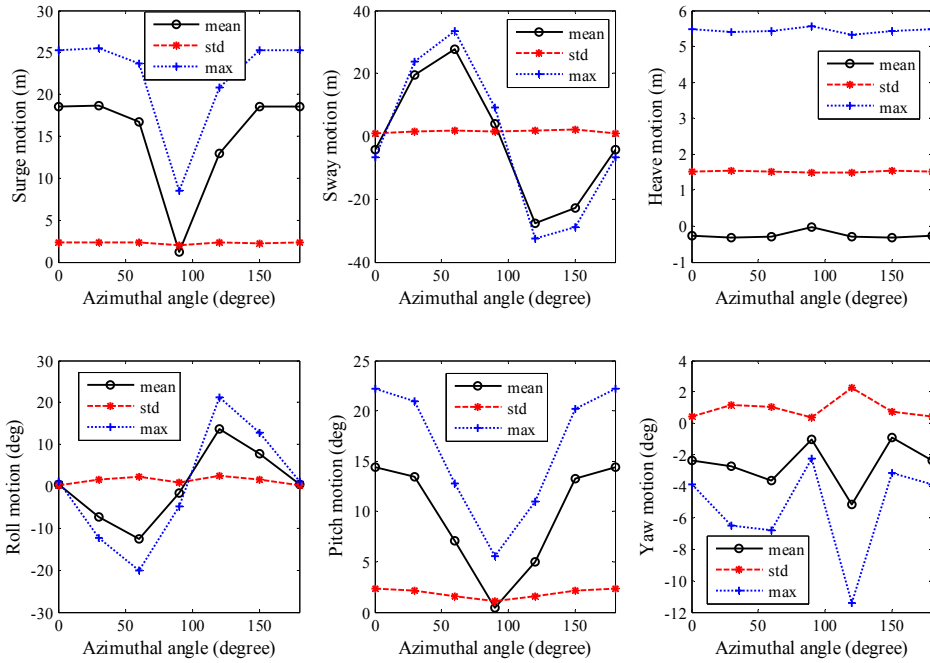 Surge motion (m)
30
25
20
15
10
5
0
mean
std
max
0 50 100 150
Azimuthal angle (degree)
Sway motion (m)
40
20
0
-20
-40
mean
std
max
0 50 100 150
Azimuthal angle (degree)
Heave motion (m)
6
5
4
3
2
1
0
-1
mean
std
max
0 50 100 150
Azimuthal angle (degree)
Roll motion (deg)
30
20
10
0
-10
-20
-30
mean
std
max
0 50 100 150
Azimuthal angle (degree)
Pitch motion (deg)
25
20
15
10
5
0
mean
std
max
0 50 100 150
Azimuthal angle (degree)
Yaw motion (deg)
4
2
0
-2
-4
-6
-8
-10
-12
mean
std
max
0 50 100 150
Azimuthal angle (degree)